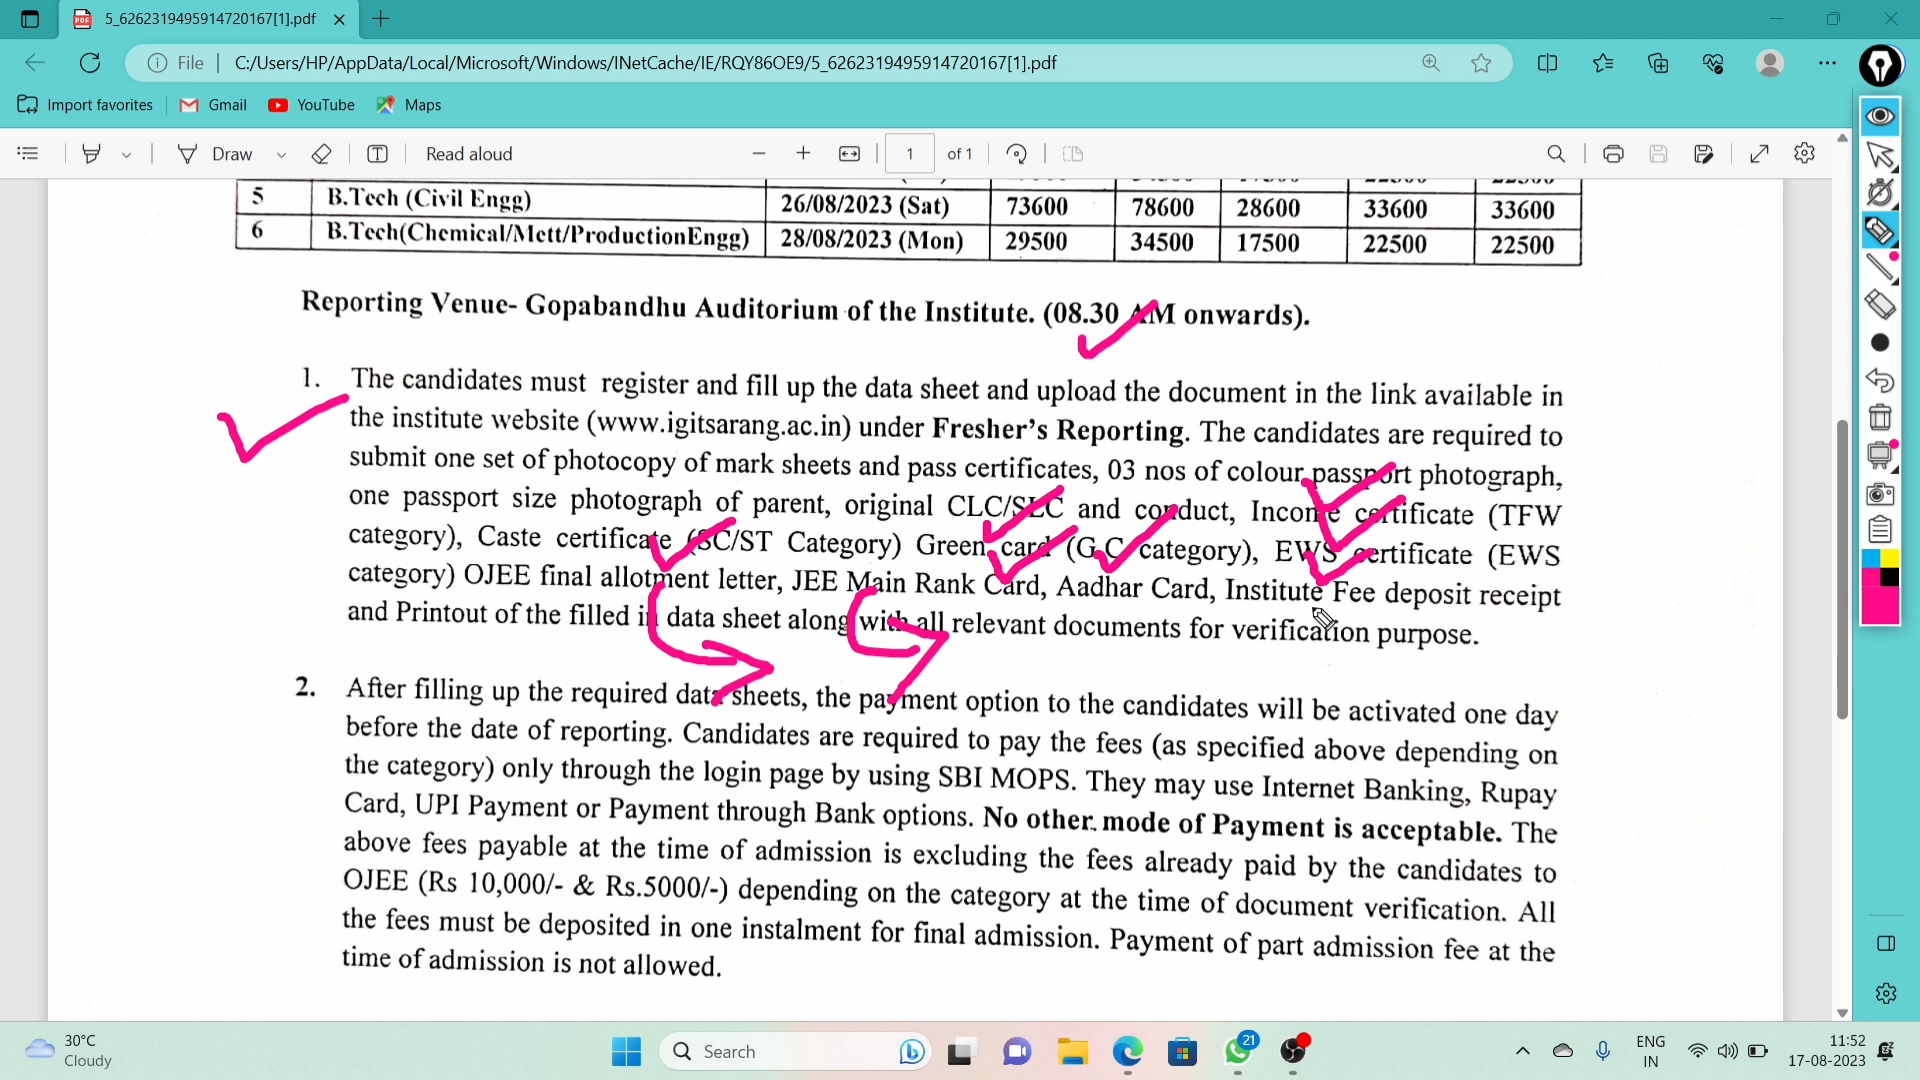 5_6262319495914720167[1].pdf
File
C:/Users/HP/AppData/Local/Microsoft/Windows/INetCache/IE/RQY86OE9/5_6262319495914720167[1].pdf
Import favorites Gmail YouTube Maps
Draw Read aloud 1 of 1
5 B.Tech (Civil Engg) 26/08/2023 (Sat) 73600 78600 28600 33600 33600
6 B.Tech(Chemical/Mett/ProductionEngg) 28/08/2023 (Mon) 29500 34500 17500 22500 22500
Reporting Venue- Gopabandhu Auditorium of the Institute. (08.30 AM onwards).
1. The candidates must register and fill up the data sheet and upload the document in the link available in
the institute website (www.igitsarang.ac.in) under Fresher's Reporting. The candidates are required to
submit one set of photocopy of mark sheets and pass certificates, 03 nos of colour passport photograph,
one passport size photograph of parent, original CLC/SLC and conduct, Income certificate (TFW
category), Caste certificate (SC/ST Category) Green card (G.C category), EWS certificate (EWS
category) OJEE final allotment letter, JEE Main Rank Card, Aadhar Card, Institute Fee deposit receipt
and Printout of the filled in data sheet along with all relevant documents for verification purpose.
2. After filling up the required data sheets, the payment option to the candidates will be activated one day
before the date of reporting. Candidates are required to pay the fees (as specified above depending on
the category) only through the login page by using SBI MOPS. They may use Internet Banking, Rupay
Card, UPI Payment or Payment through Bank options. No other mode of Payment is acceptable. The
above fees payable at the time of admission is excluding the fees already paid by the candidates to
OJEE (Rs 10,000/- & Rs.5000/-) depending on the category at the time of document verification. All
the fees must be deposited in one instalment for final admission. Payment of part admission fee at the
time of admission is not allowed.
30°C
Cloudy
Search
21
ENG
IN
11:52
17-08-2023